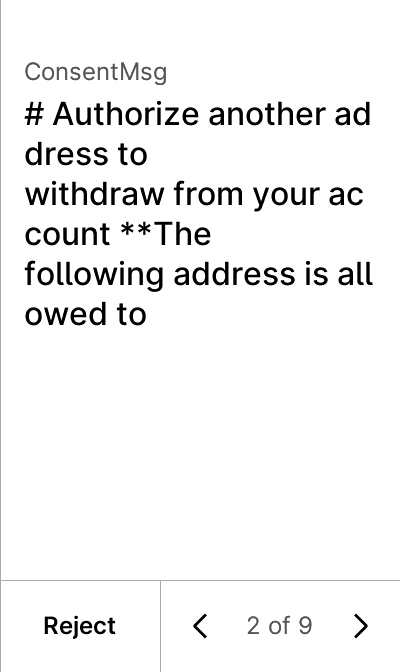 ConsentMsg
# Authorize another ad
dress to
withdraw from your ac
count **The
following address is all
owed to
Reject
2 of 9